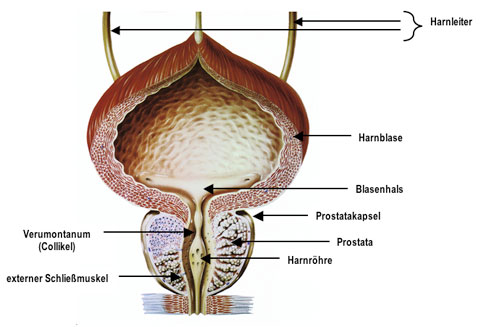 Harnleiter
Harnblase
Blasenhals
Prostatakapsel
Verumontanum
(Collikel)
Prostata
Harnröhre
externer Schließmuskel